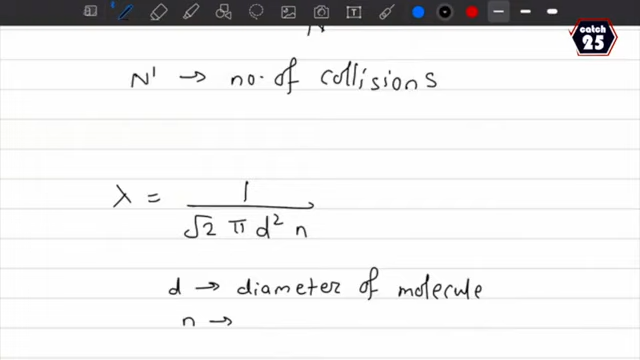 catch
25
N
N' → no. of collisions
λ = 1 / √2 π d² n
d → diameter of molecule
n →